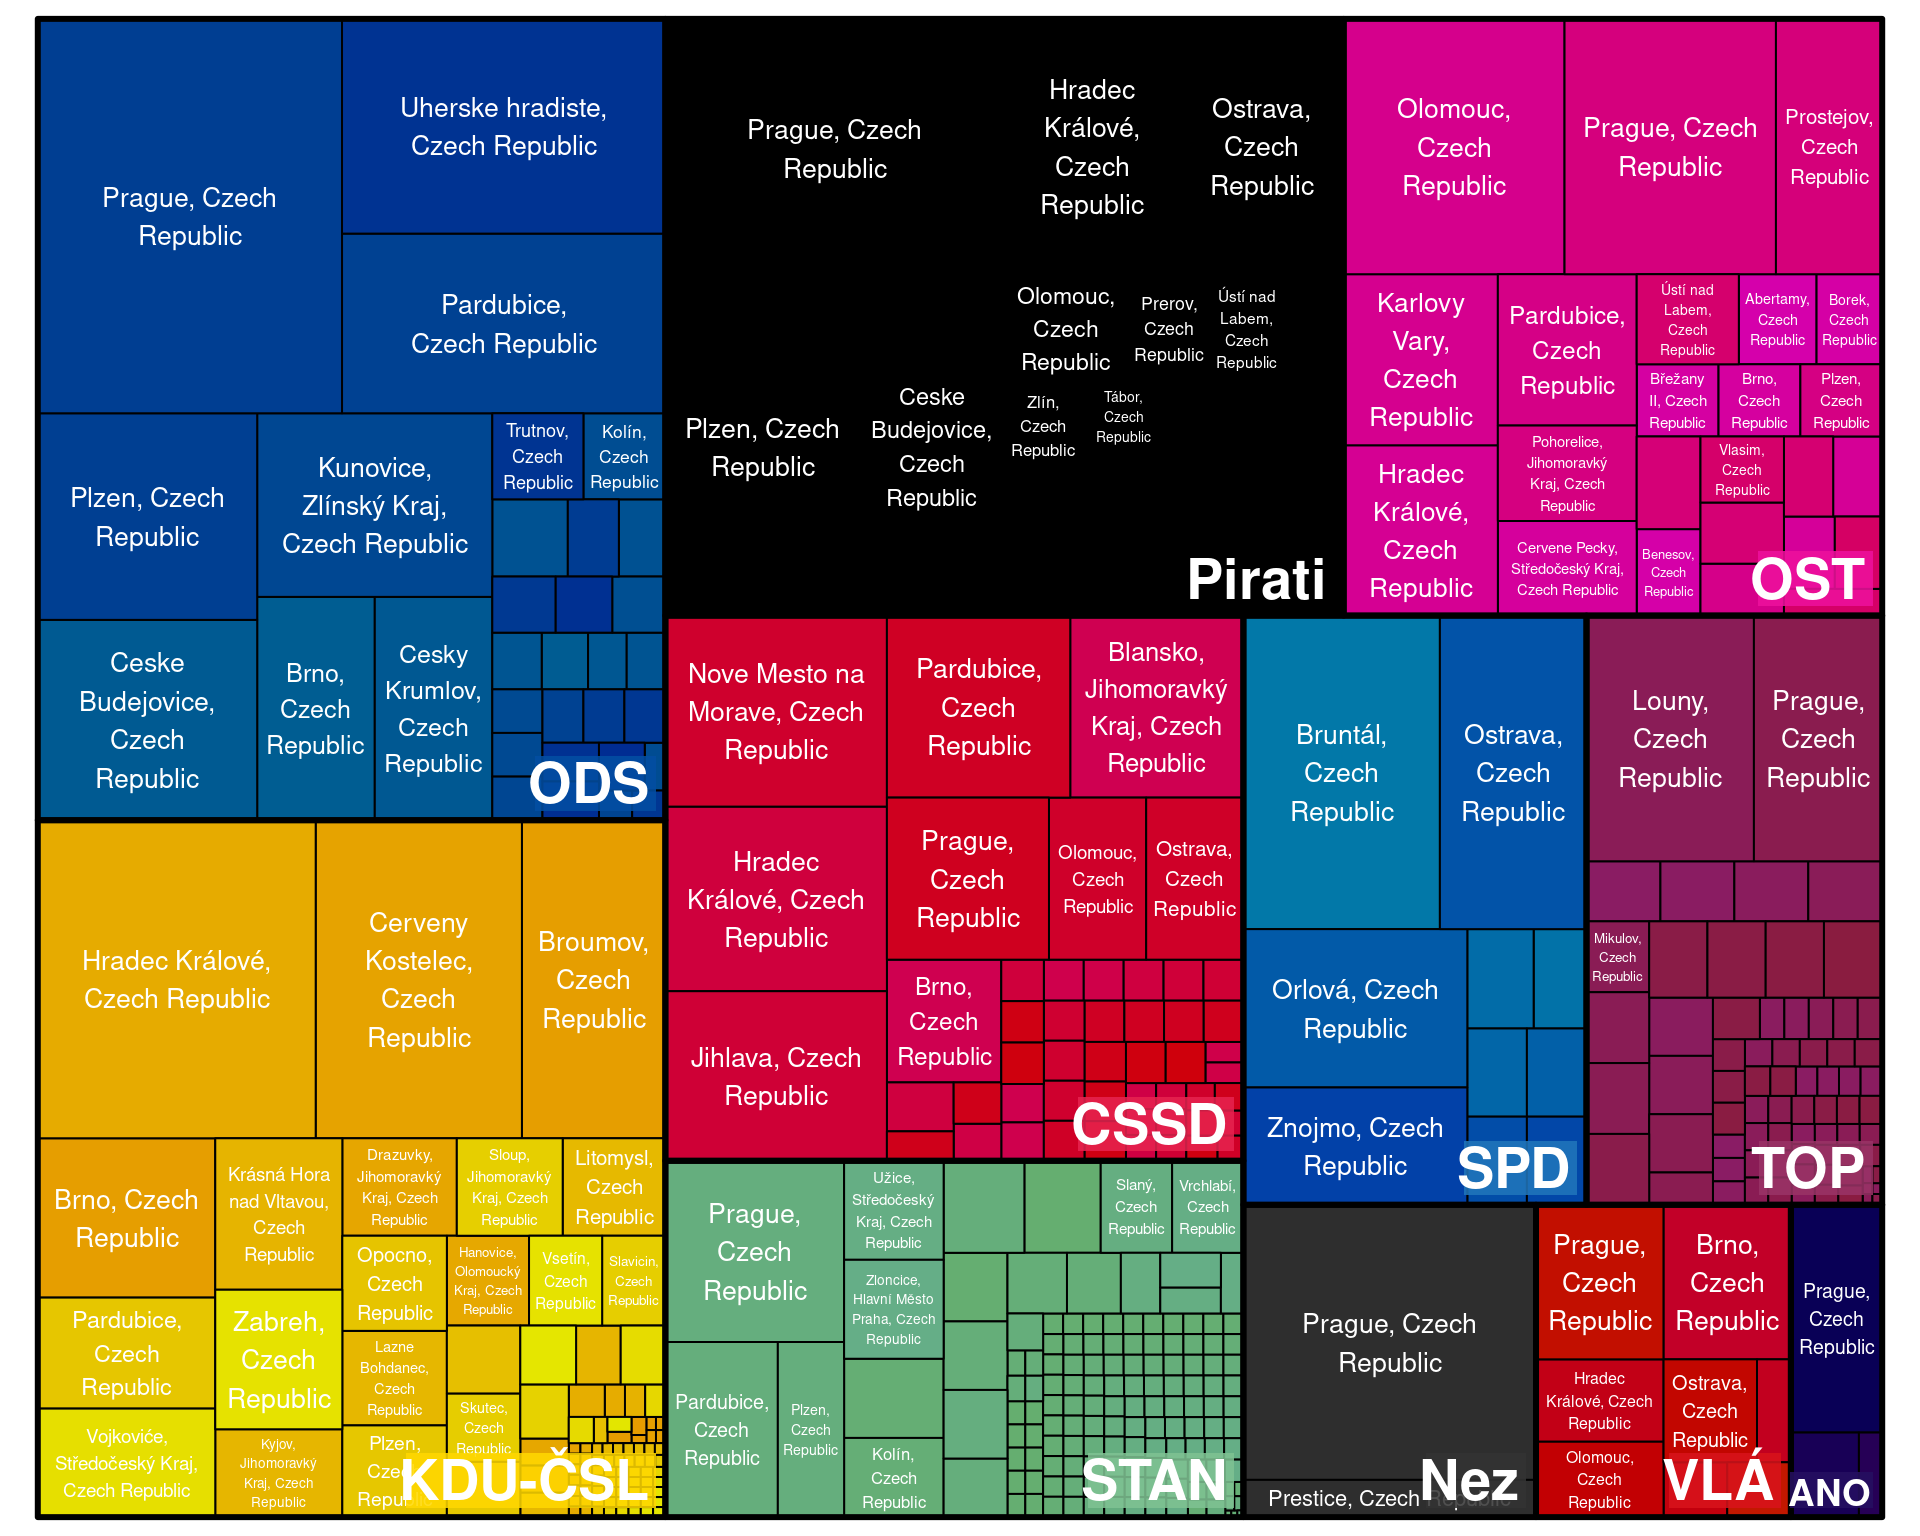 Prague, Czech
Republic
Uherske hradiste,
Czech Republic
Pardubice,
Czech Republic
Plzen, Czech
Republic
Kunovice,
Zlínský Kraj,
Czech Republic
Trutnov,
Czech
Republic
Kolín,
Czech
Republic
Ceske
Budejovice,
Czech
Republic
Brno,
Czech
Republic
Cesky
Krumlov,
Czech
Republic
ODS
Prague, Czech
Republic
Hradec
Králové,
Czech
Republic
Ostrava,
Czech
Republic
Plzen, Czech
Republic
Ceske
Budejovice,
Czech
Republic
Olomouc,
Czech
Republic
Prerov,
Czech
Republic
Ústí nad
Labem,
Czech
Republic
Zlín,
Czech
Republic
Tábor,
Czech
Republic
Pirati
Olomouc,
Czech
Republic
Prague, Czech
Republic
Prostejov,
Czech
Republic
Karlovy
Vary,
Czech
Republic
Hradec
Králové,
Czech
Republic
Pardubice,
Czech
Republic
Pohorelice,
Jihomoravký
Kraj, Czech
Republic
Cervene Pecky,
Středočeský Kraj,
Czech Republic
Ústí nad
Labem,
Czech
Republic
Abertamy,
Czech
Republic
Borek,
Czech
Republic
Břežany
II, Czech
Republic
Brno,
Czech
Republic
Plzen,
Czech
Republic
Vlasim,
Czech
Republic
Benesov,
Czech
Republic
OST
Hradec Králové,
Czech Republic
Cerveny
Kostelec,
Czech
Republic
Broumov,
Czech
Republic
Brno, Czech
Republic
Pardubice,
Czech
Republic
Vojkoviće,
Středočeský Kraj,
Czech Republic
Krásná Hora
nad Vltavou,
Czech
Republic
Zabreh,
Czech
Republic
Kyjov,
Jihomoravký
Kraj, Czech
Republic
Drazuvky,
Jihomoravký
Kraj, Czech
Republic
Sloup,
Jihomoravký
Kraj, Czech
Republic
Litomysl,
Czech
Republic
Opocno,
Czech
Republic
Hanovice,
Olomoucký
Kraj, Czech
Republic
Vsetín,
Czech
Republic
Slavicin,
Czech
Republic
Lazne
Bohdanec,
Czech
Republic
Skutec,
Czech
Republic
Plzen,
Czech
Republic
KDU-ČSL
Nove Mesto na
Morave, Czech
Republic
Pardubice,
Czech
Republic
Blansko,
Jihomoravký
Kraj, Czech
Republic
Hradec
Králové, Czech
Republic
Prague,
Czech
Republic
Olomouc,
Czech
Republic
Ostrava,
Czech
Republic
Jihlava, Czech
Republic
Brno,
Czech
Republic
CSSD
Bruntál,
Czech
Republic
Ostrava,
Czech
Republic
Orlová, Czech
Republic
Znojmo, Czech
Republic
SPD
Louny,
Czech
Republic
Prague,
Czech
Republic
Mikulov,
Czech
Republic
TOP
Prague,
Czech
Republic
Pardubice,
Czech
Republic
Plzen,
Czech
Republic
Užice,
Středočeský
Kraj, Czech
Republic
Zloncice,
Hlavní Město
Praha, Czech
Republic
Kolín,
Czech
Republic
Slaný,
Czech
Republic
Vrchlabí,
Czech
Republic
STAN
Prague, Czech
Republic
Prestice, Czech Republic
Nez
Prague,
Czech
Republic
Brno,
Czech
Republic
Hradec
Králové, Czech
Republic
Ostrava,
Czech
Republic
Olomouc,
Czech
Republic
VLÁ
Prague,
Czech
Republic
ANO